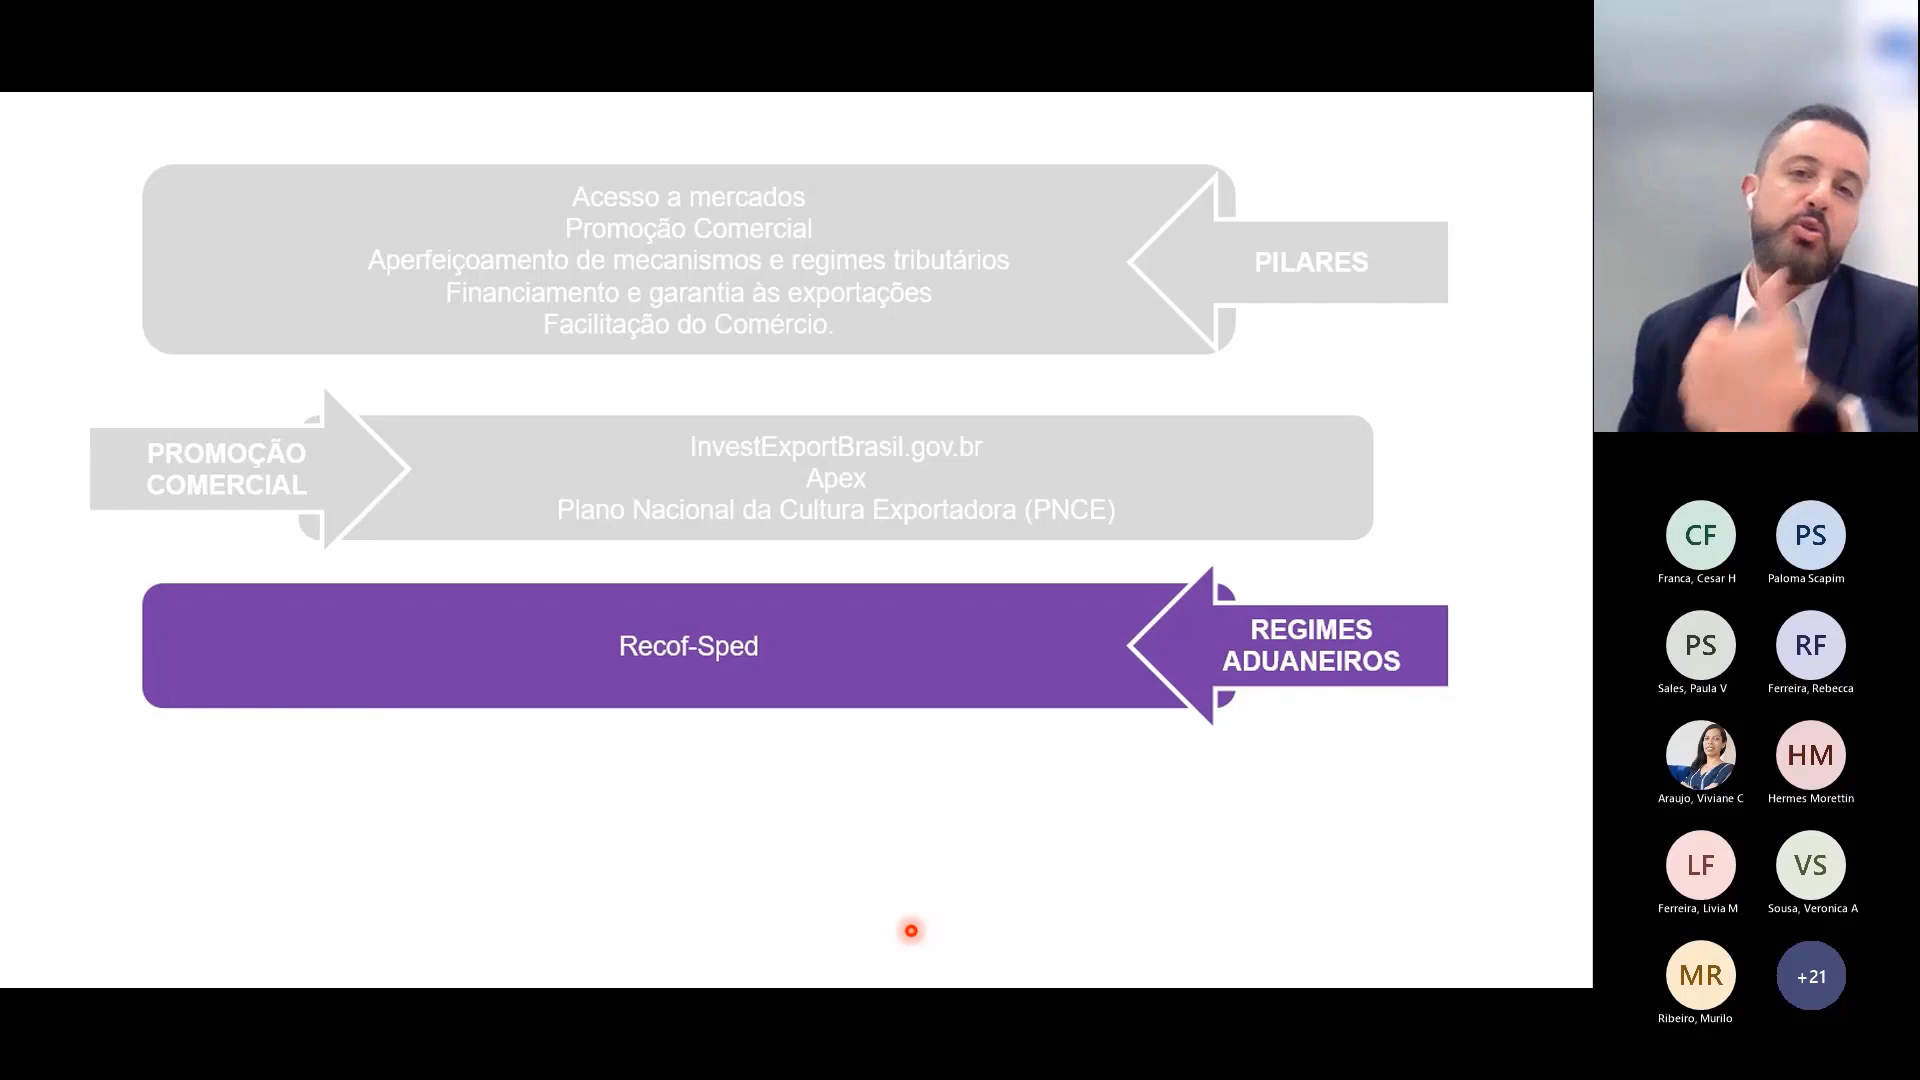 Acesso a mercados
Promoção Comercial
Aperfeiçoamento de mecanismos e regimes tributários
Financiamento e garantia às exportações
Facilitação do Comércio.
PILARES
PROMOÇÃO
COMERCIAL
InvestExportBrasil.gov.br
Apex
Plano Nacional da Cultura Exportadora (PNCE)
Recof-Sped
REGIMES
ADUANEIROS
CF
Franca, Cesar H
PS
Paloma Scapim
PS
Sales, Paula V
RF
Ferreira, Rebecca
Araujo, Viviane C
HM
Hermes Morettin
LF
Ferreira, Livia M
VS
Sousa, Veronica A
MR
Ribeiro, Murilo
+21